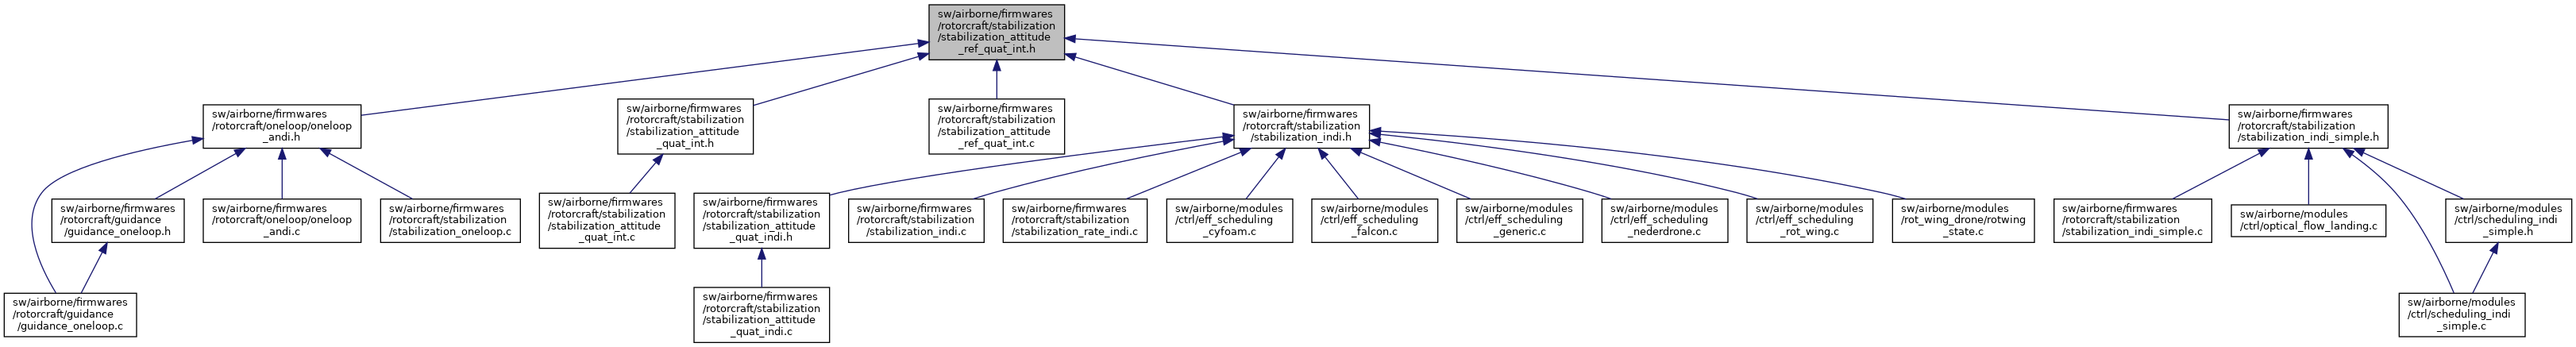 sw/airborne/firmwares
/rotorcraft/stabilization
/stabilization_attitude
_ref_quat_int.h
sw/airborne/firmwares
/rotorcraft/oneloop/oneloop
_andi.h
sw/airborne/firmwares
/rotorcraft/stabilization
/stabilization_attitude
_quat_int.h
sw/airborne/firmwares
/rotorcraft/stabilization
/stabilization_attitude
_ref_quat_int.c
sw/airborne/firmwares
/rotorcraft/stabilization
/stabilization_indi.h
sw/airborne/firmwares
/rotorcraft/stabilization
/stabilization_indi_simple.h
sw/airborne/firmwares
/rotorcraft/guidance
/guidance_oneloop.h
sw/airborne/firmwares
/rotorcraft/oneloop/oneloop
_andi.c
sw/airborne/firmwares
/rotorcraft/stabilization
/stabilization_oneloop.c
sw/airborne/firmwares
/rotorcraft/stabilization
/stabilization_attitude
_quat_int.c
sw/airborne/firmwares
/rotorcraft/stabilization
/stabilization_attitude
_quat_indi.h
sw/airborne/firmwares
/rotorcraft/stabilization
/stabilization_indi.c
sw/airborne/firmwares
/rotorcraft/stabilization
/stabilization_rate_indi.c
sw/airborne/modules
/ctrl/eff_scheduling
_cyfoam.c
sw/airborne/modules
/ctrl/eff_scheduling
_falcon.c
sw/airborne/modules
/ctrl/eff_scheduling
_generic.c
sw/airborne/modules
/ctrl/eff_scheduling
_nederdrone.c
sw/airborne/modules
/ctrl/eff_scheduling
_rot_wing.c
sw/airborne/modules
/rot_wing_drone/rotwing
_state.c
sw/airborne/firmwares
/rotorcraft/stabilization
/stabilization_indi_simple.c
sw/airborne/modules
/ctrl/optical_flow_landing.c
sw/airborne/modules
/ctrl/scheduling_indi
_simple.h
sw/airborne/firmwares
/rotorcraft/guidance
/guidance_oneloop.c
sw/airborne/firmwares
/rotorcraft/stabilization
/stabilization_attitude
_quat_indi.c
sw/airborne/modules
/ctrl/scheduling_indi
_simple.c